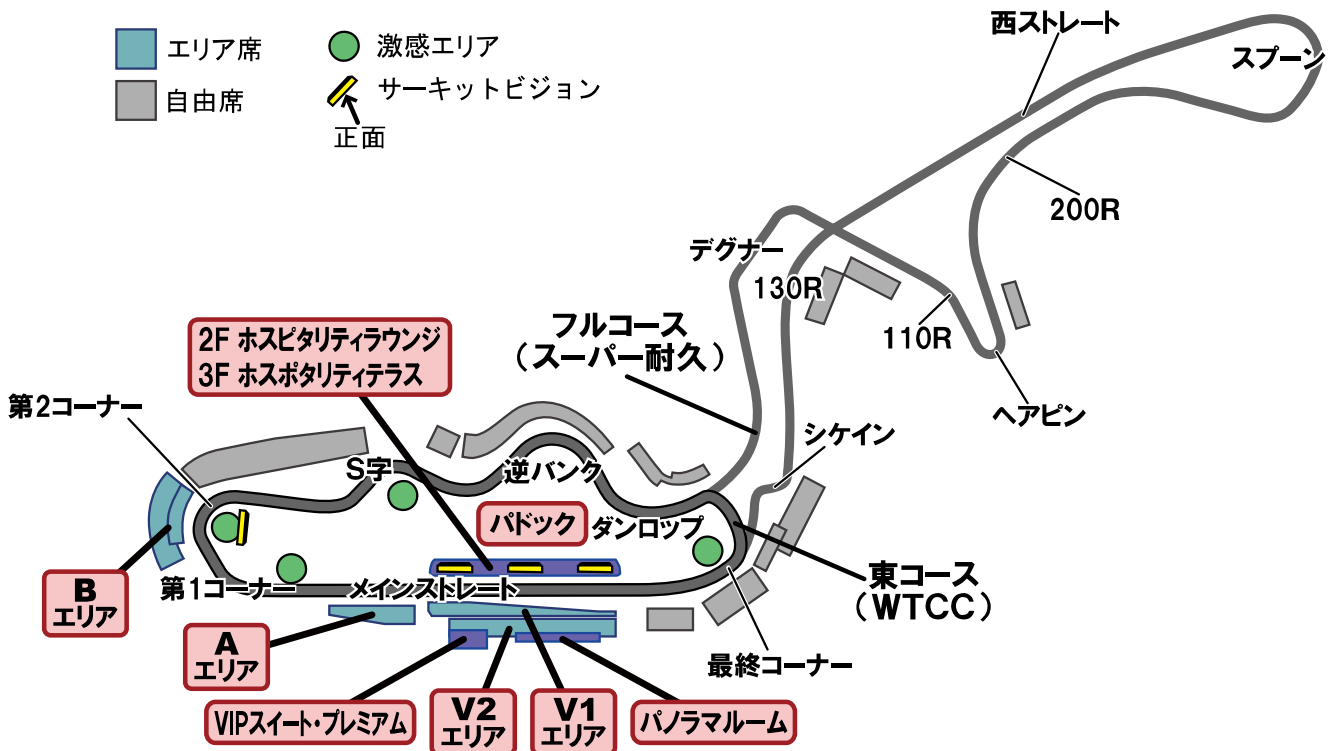 エリア席
自由席
激感エリア
サーキットビジョン
正面
西ストレート
スプーン
200R
デグナー
130R
110R
ヘアピン
フルコース
（スーパー耐久）
2F ホスピタリティラウンジ
3F ホスポタリティテラス
第2コーナー
シケイン
S字
逆バンク
パドック
ダンロップ
東コース
（WTCC）
第1コーナー
メインストレート
B
エリア
A
エリア
最終コーナー
VIPスイート・プレミアム
V2
エリア
V1
エリア
パノラマルーム